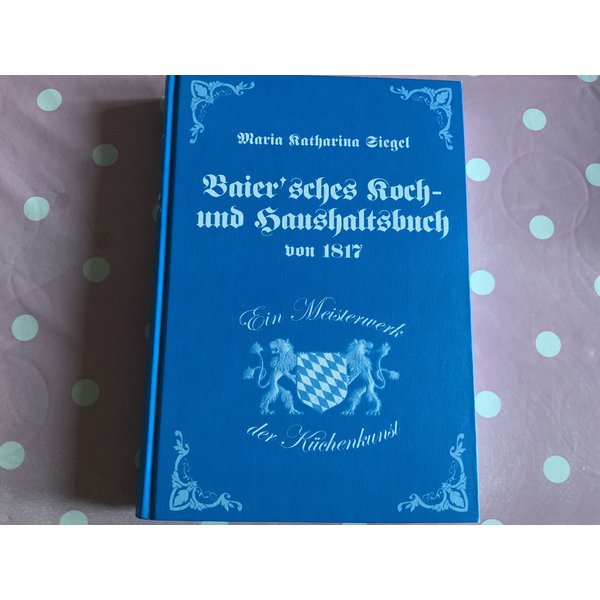 Maria Katharina Siegel
Baier'sches Koch-
und Haushaltsbuch
von 1817
Ein Meisterwerk
der Küchenkunst